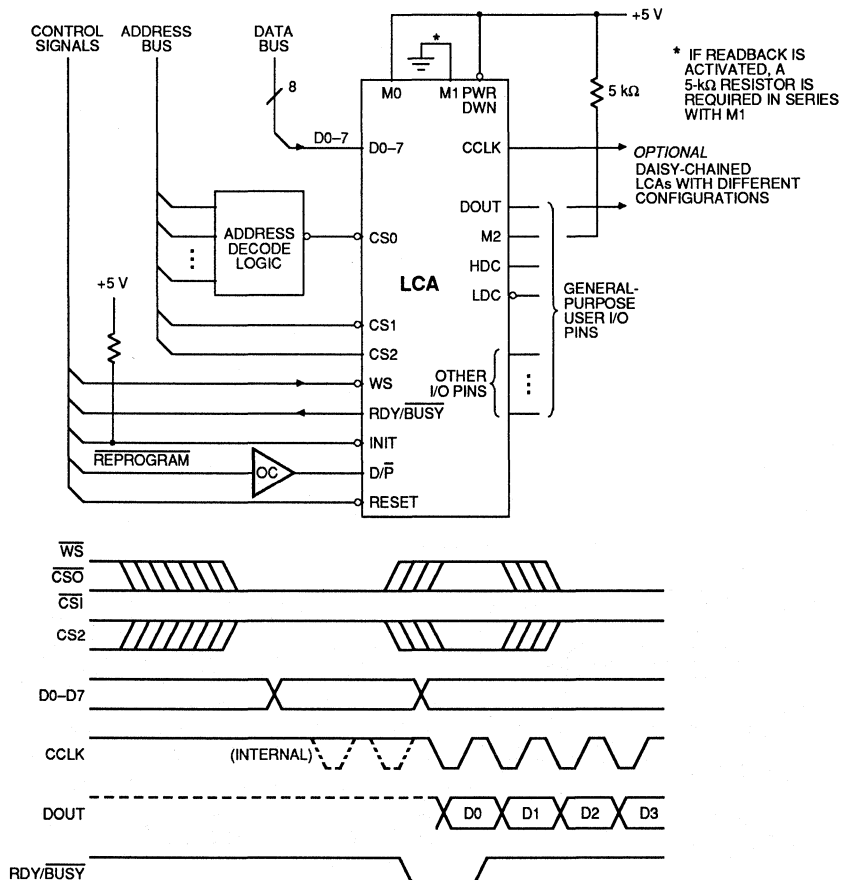 CONTROL
SIGNALS
ADDRESS
BUS
DATA
BUS
8
D0–7
+5 V
*
* IF READBACK IS
ACTIVATED, A
5-kΩ RESISTOR IS
REQUIRED IN SERIES
WITH M1
5 kΩ
M0
M1
PWR
DWN
D0–7
CCLK
OPTIONAL
DAISY-CHAINED
LCAs WITH DIFFERENT
CONFIGURATIONS
DOUT
M2
HDC
LDC
GENERAL-
PURPOSE
USER I/O
PINS
ADDRESS
DECODE
LOGIC
CS0
LCA
+5 V
CS1
CS2
OTHER
I/O PINS
WS
RDY/BUSY
INIT
REPROGRAM
OC
D/P
RESET
WS
CSO
CSI
CS2
D0–D7
CCLK
(INTERNAL)
DOUT
D0
D1
D2
D3
RDY/BUSY